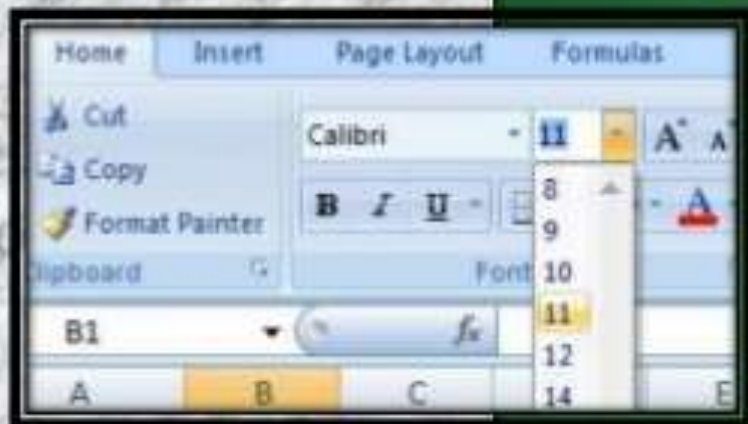 Home Insert Page Layout Formulas
Cut
Calibri 11 A A
Copy
8
B I U A
Format Painter
9
Clipboard Font 10
11
B1 fx
12
A B C 14 E